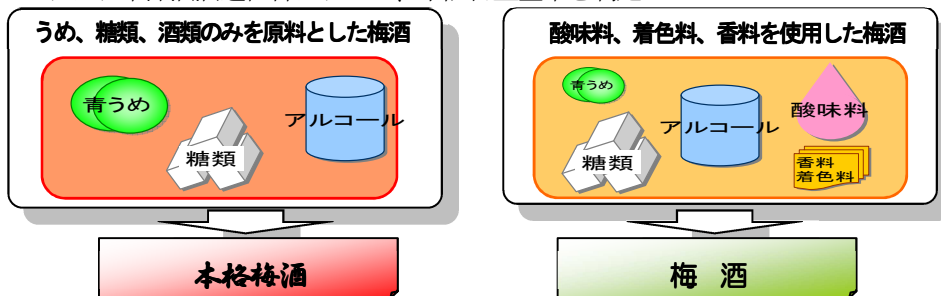 うめ、糖類、酒類のみを原料とした梅酒
青うめ
糖類
アルコール
本格梅酒
酸味料、着色料、香料を使用した梅酒
青うめ
糖類
アルコール
酸味料
香料
着色料
梅 酒